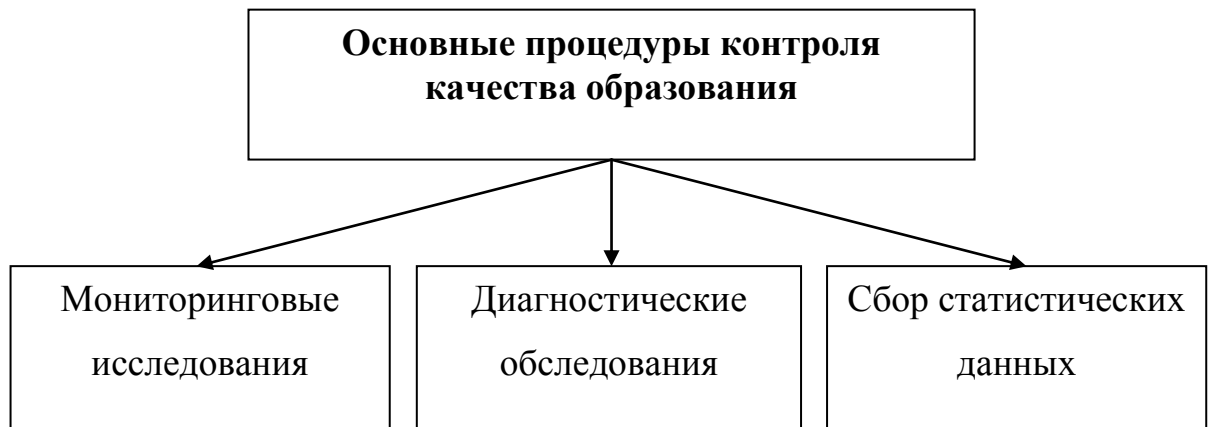 Основные процедуры контроля
качества образования
Мониторинговые
исследования
Диагностические
обследования
Сбор статистических
данных